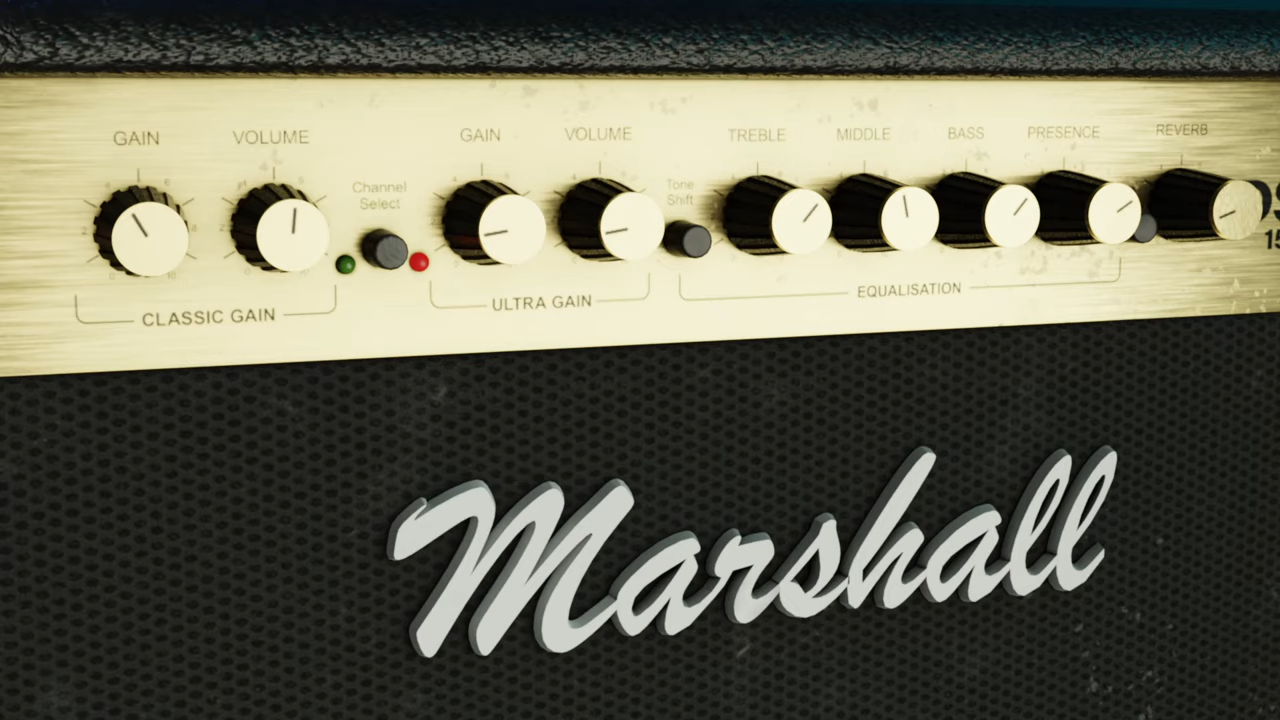 GAIN
VOLUME
Channel
Select
GAIN
VOLUME
Tone
Shift
TREBLE
MIDDLE
BASS
PRESENCE
REVERB
CLASSIC GAIN
ULTRA GAIN
EQUALISATION
15
Marshall